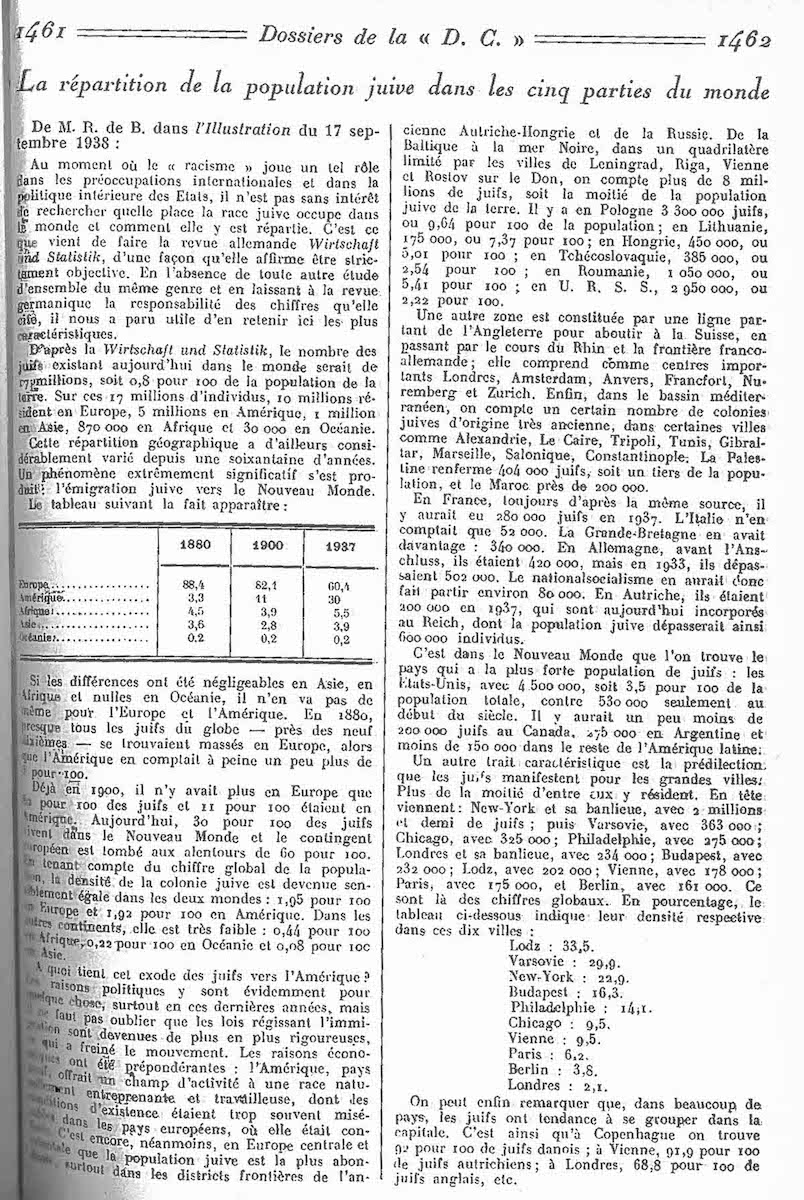 1461 Dossiers de la « D. C. » 1462
La répartition de la population juive dans les cinq parties du monde
De M. R. de B. dans l'Illustration du 17 sep-
tembre 1938 :
Au moment où le « racisme » joue un tel rôle
dans les préoccupations internationales et dans la
politique intérieure des Etats, il n'est pas sans intérêt
de rechercher quelle place la race juive occupe dans
le monde et comment elle y est répartie. C'est ce
que vient de faire la revue allemande Wirtschaft
und Statistik, d'une façon qu'elle affirme être stric-
tement objective. En l'absence de toute autre étude
d'ensemble du même genre et en laissant à la revue
germanique la responsabilité des chiffres qu'elle
cite, il nous a paru utile d'en retenir ici les plus
caractéristiques.
D'après la Wirtschaft und Statistik, le nombre des
juifs existant aujourd'hui dans le monde serait de
17 millions, soit 0,8 pour 100 de la population de la
terre. Sur ces 17 millions d'individus, 10 millions ré-
sident en Europe, 5 millions en Amérique, 1 million
en Asie, 870 000 en Afrique et 30 000 en Océanie.
Cette répartition géographique a d'ailleurs consi-
dérablement varié depuis une soixantaine d'années.
Un phénomène extrêmement significatif s'est pro-
duit : l'émigration juive vers le Nouveau Monde.
Le tableau suivant la fait apparaître :
1880 1900 1937
Europe 88,4 82,1 60,4
Amérique 3,3 11 30
Afrique 4,5 3,9 5,5
Asie 3,6 2,8 3,9
Océanie 0.2 0,2 0,2
Si les différences ont été négligeables en Asie, en
Afrique et nulles en Océanie, il n'en va pas de
même pour l'Europe et l'Amérique. En 1880,
presque tous les juifs du globe — près des neuf
dixièmes — se trouvaient massés en Europe, alors
que l'Amérique en comptait à peine un peu plus de
pour 100.
Déjà en 1900, il n'y avait plus en Europe que
pour 100 des juifs et 11 pour 100 étaient en
Amérique. Aujourd'hui, 30 pour 100 des juifs
vivent dans le Nouveau Monde et le contingent
européen est tombé aux alentours de 60 pour 100.
En tenant compte du chiffre global de la popula-
tion, la densité de la colonie juive est devenue sen-
siblement égale dans les deux mondes : 1,95 pour 100
en Europe et 1,92 pour 100 en Amérique. Dans les
autres continents, elle est très faible : 0,44 pour 100
en Afrique, 0,22 pour 100 en Océanie et 0,08 pour 100
en Asie.
A quoi tient cet exode des juifs vers l'Amérique ?
raisons politiques y sont évidemment pour
quelque chose, surtout en ces dernières années, mais
faut pas oublier que les lois régissant l'immi-
gration sont devenues de plus en plus rigoureuses,
qui a freiné le mouvement. Les raisons écono-
miques ont été prépondérantes : l'Amérique, pays
offrait un champ d'activité à une race natu-
rellement entreprenante et travailleuse, dont les
conditions d'existence étaient trop souvent misé-
dans les pays européens, où elle était con-
C'est encore, néanmoins, en Europe centrale et
que la population juive est la plus abon-
surtout dans les districts frontières de l'an-
cienne Autriche-Hongrie et de la Russie. De la
Baltique à la mer Noire, dans un quadrilatère
limité par les villes de Leningrad, Riga, Vienne
et Rostov sur le Don, on compte plus de 8 mil-
lions de juifs, soit la moitié de la population
juive de la terre. Il y a en Pologne 3 300 000 juifs,
ou 9,64 pour 100 de la population ; en Lithuanie,
175 000, ou 7,37 pour 100 ; en Hongrie, 450 000, ou
5,01 pour 100 ; en Tchécoslovaquie, 385 000, ou
2,54 pour 100 ; en Roumanie, 1 050 000, ou
5,41 pour 100 ; en U. R. S. S., 2 950 000, ou
2,22 pour 100.
Une autre zone est constituée par une ligne par-
tant de l'Angleterre pour aboutir à la Suisse, en
passant par le cours du Rhin et la frontière franco-
allemande ; elle comprend comme centres impor-
tants Londres, Amsterdam, Anvers, Francfort, Nu-
remberg et Zurich. Enfin, dans le bassin méditer-
ranéen, on compte un certain nombre de colonies
juives d'origine très ancienne, dans certaines villes
comme Alexandrie, Le Caire, Tripoli, Tunis, Gibral-
tar, Marseille, Salonique, Constantinople. La Pales-
tine renferme 404 000 juifs, soit un tiers de la popu-
lation, et le Maroc près de 200 000.
En France, toujours d'après la même source, il
y aurait eu 280 000 juifs en 1937. L'Italie n'en
comptait que 52 000. La Grande-Bretagne en avait
davantage : 340 000. En Allemagne, avant l'Ans-
chluss, ils étaient 420 000, mais en 1933, ils dépas-
saient 502 000. Le nationalsocialisme en aurait donc
fait partir environ 80 000. En Autriche, ils étaient
200 000 en 1937, qui sont aujourd'hui incorporés
au Reich, dont la population juive dépasserait ainsi
600 000 individus.
C'est dans le Nouveau Monde que l'on trouve le
pays qui a la plus forte population de juifs : les
Etats-Unis, avec 4 500 000, soit 3,5 pour 100 de la
population totale, contre 530 000 seulement au
début du siècle. Il y aurait un peu moins de
200 000 juifs au Canada, 275 000 en Argentine et
moins de 150 000 dans le reste de l'Amérique latine.
Un autre trait caractéristique est la prédilection
que les juifs manifestent pour les grandes villes.
Plus de la moitié d'entre eux y résident. En tête
viennent : New-York et sa banlieue, avec 2 millions
et demi de juifs ; puis Varsovie, avec 363 000 ;
Chicago, avec 325 000 ; Philadelphie, avec 275 000 ;
Londres et sa banlieue, avec 234 000 ; Budapest, avec
232 000 ; Lodz, avec 202 000 ; Vienne, avec 178 000 ;
Paris, avec 175 000, et Berlin, avec 161 000. Ce
sont là des chiffres globaux. En pourcentage, le
tableau ci-dessous indique leur densité respective
dans ces dix villes :
Lodz : 33,5.
Varsovie : 29,9.
New-York : 22,9.
Budapest : 16,3.
Philadelphie : 14,1.
Chicago : 9,5.
Vienne : 9,5.
Paris : 6,2.
Berlin : 3,8.
Londres : 2,1.
On peut enfin remarquer que, dans beaucoup de
pays, les juifs ont tendance à se grouper dans la
capitale. C'est ainsi qu'à Copenhague on trouve
92 pour 100 de juifs danois ; à Vienne, 91,9 pour 100
de juifs autrichiens ; à Londres, 68,8 pour 100 de
juifs anglais, etc.